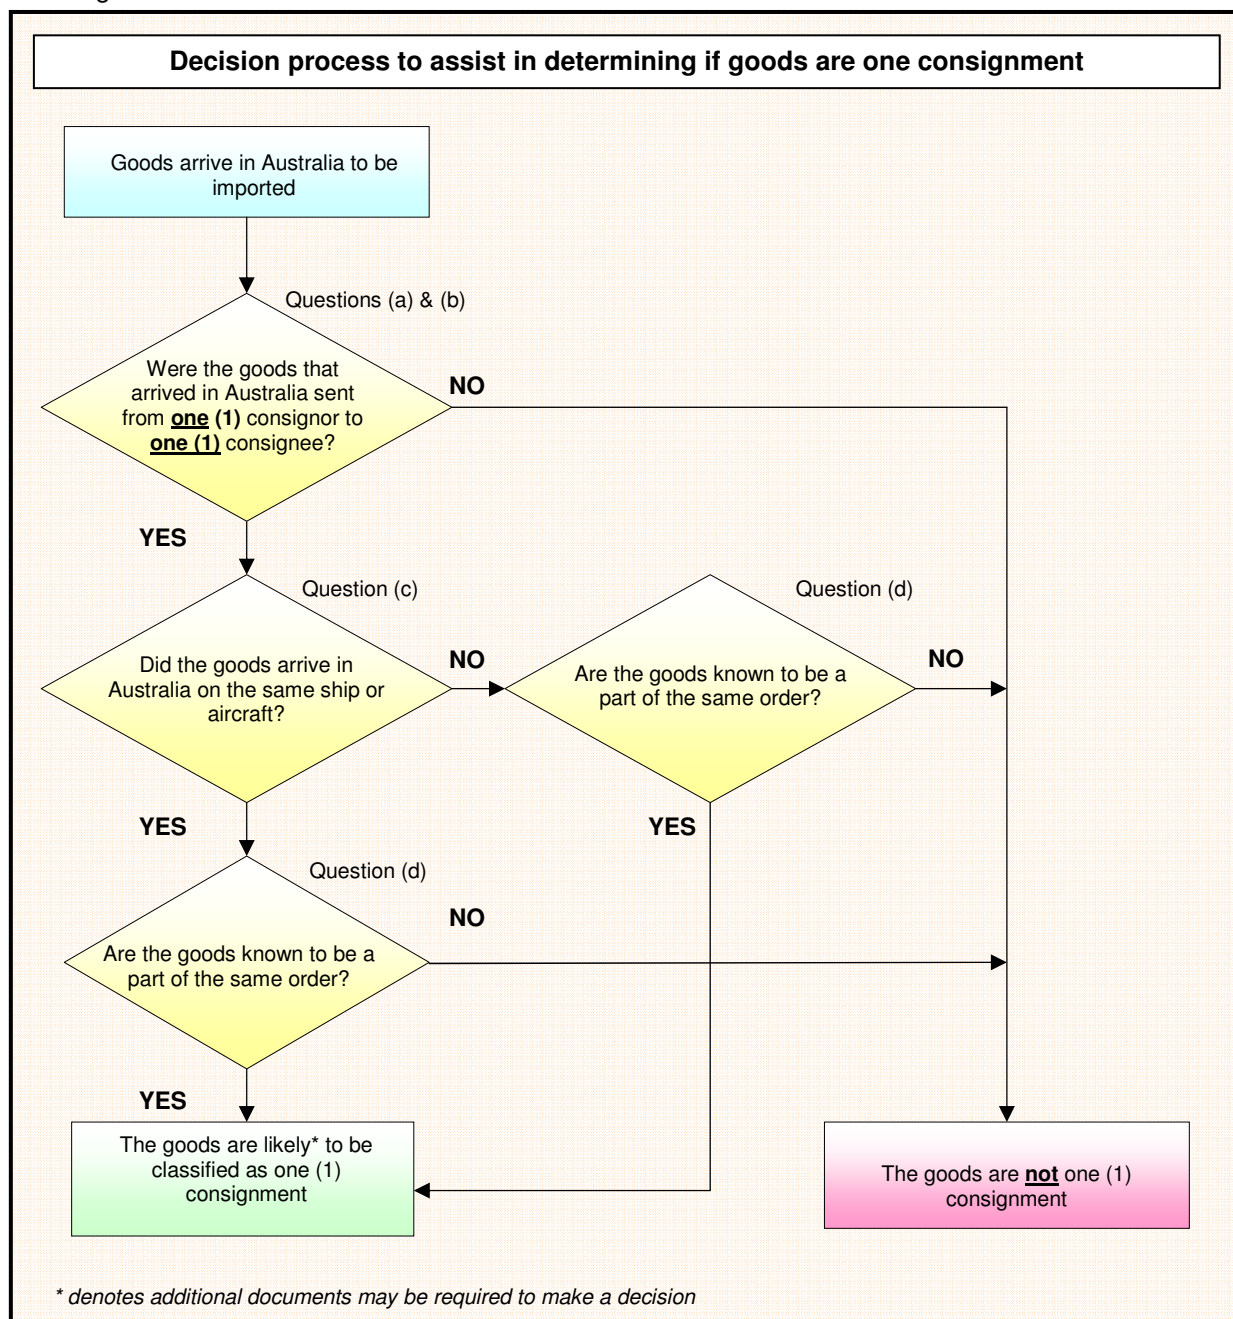 Decision process to assist in determining if goods are one consignment
Goods arrive in Australia to be
imported
Questions (a) & (b)
Were the goods that
arrived in Australia sent
from one (1) consignor to
one (1) consignee?
NO
YES
Question (c)
Did the goods arrive in
Australia on the same ship or
aircraft?
NO
Question (d)
Are the goods known to be a
part of the same order?
NO
YES
YES
Question (d)
Are the goods known to be a
part of the same order?
NO
YES
The goods are likely* to be
classified as one (1)
consignment
The goods are not one (1)
consignment
* denotes additional documents may be required to make a decision